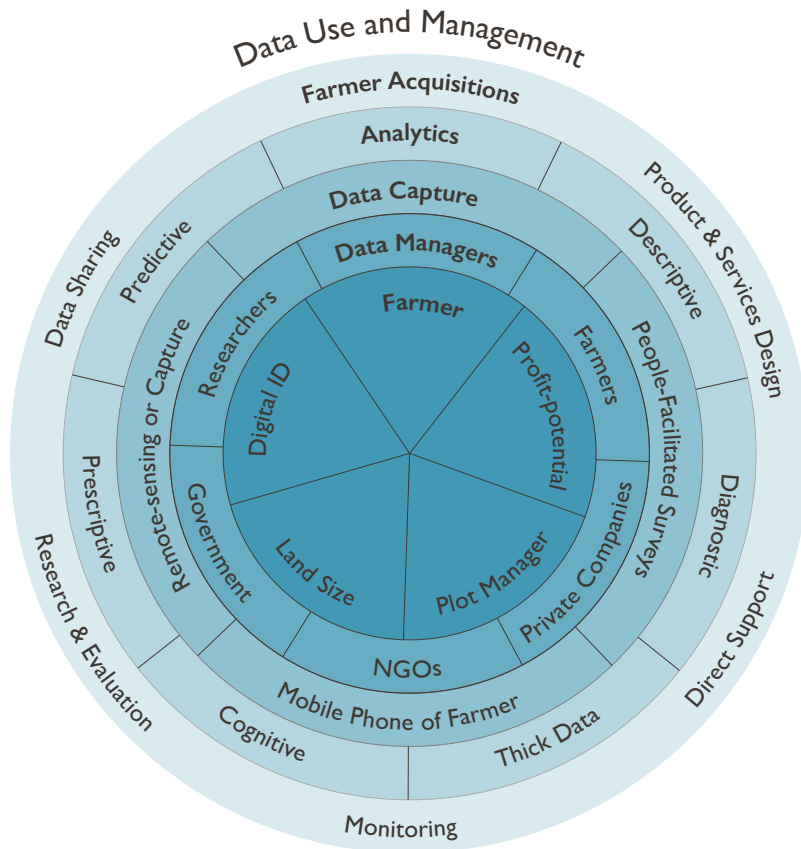 Data Use and Management
Farmer Acquisitions
Product & Services Design
Direct Support
Monitoring
Research & Evaluation
Data Sharing
Analytics
Descriptive
Diagnostic
Thick Data
Cognitive
Prescriptive
Predictive
Data Capture
People-Facilitated Surveys
Mobile Phone of Farmer
Remote-sensing or Capture
Data Managers
Farmers
Private Companies
NGOs
Government
Researchers
Farmer
Profit-potential
Plot Manager
Land Size
Digital ID